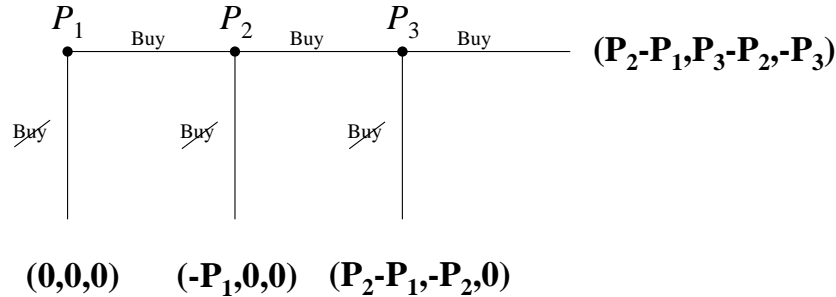 P1 P2 P3
Buy Buy Buy
(P2-P1,P3-P2,-P3)
Buy Buy Buy
(0,0,0) (-P1,0,0) (P2-P1,-P2,0)